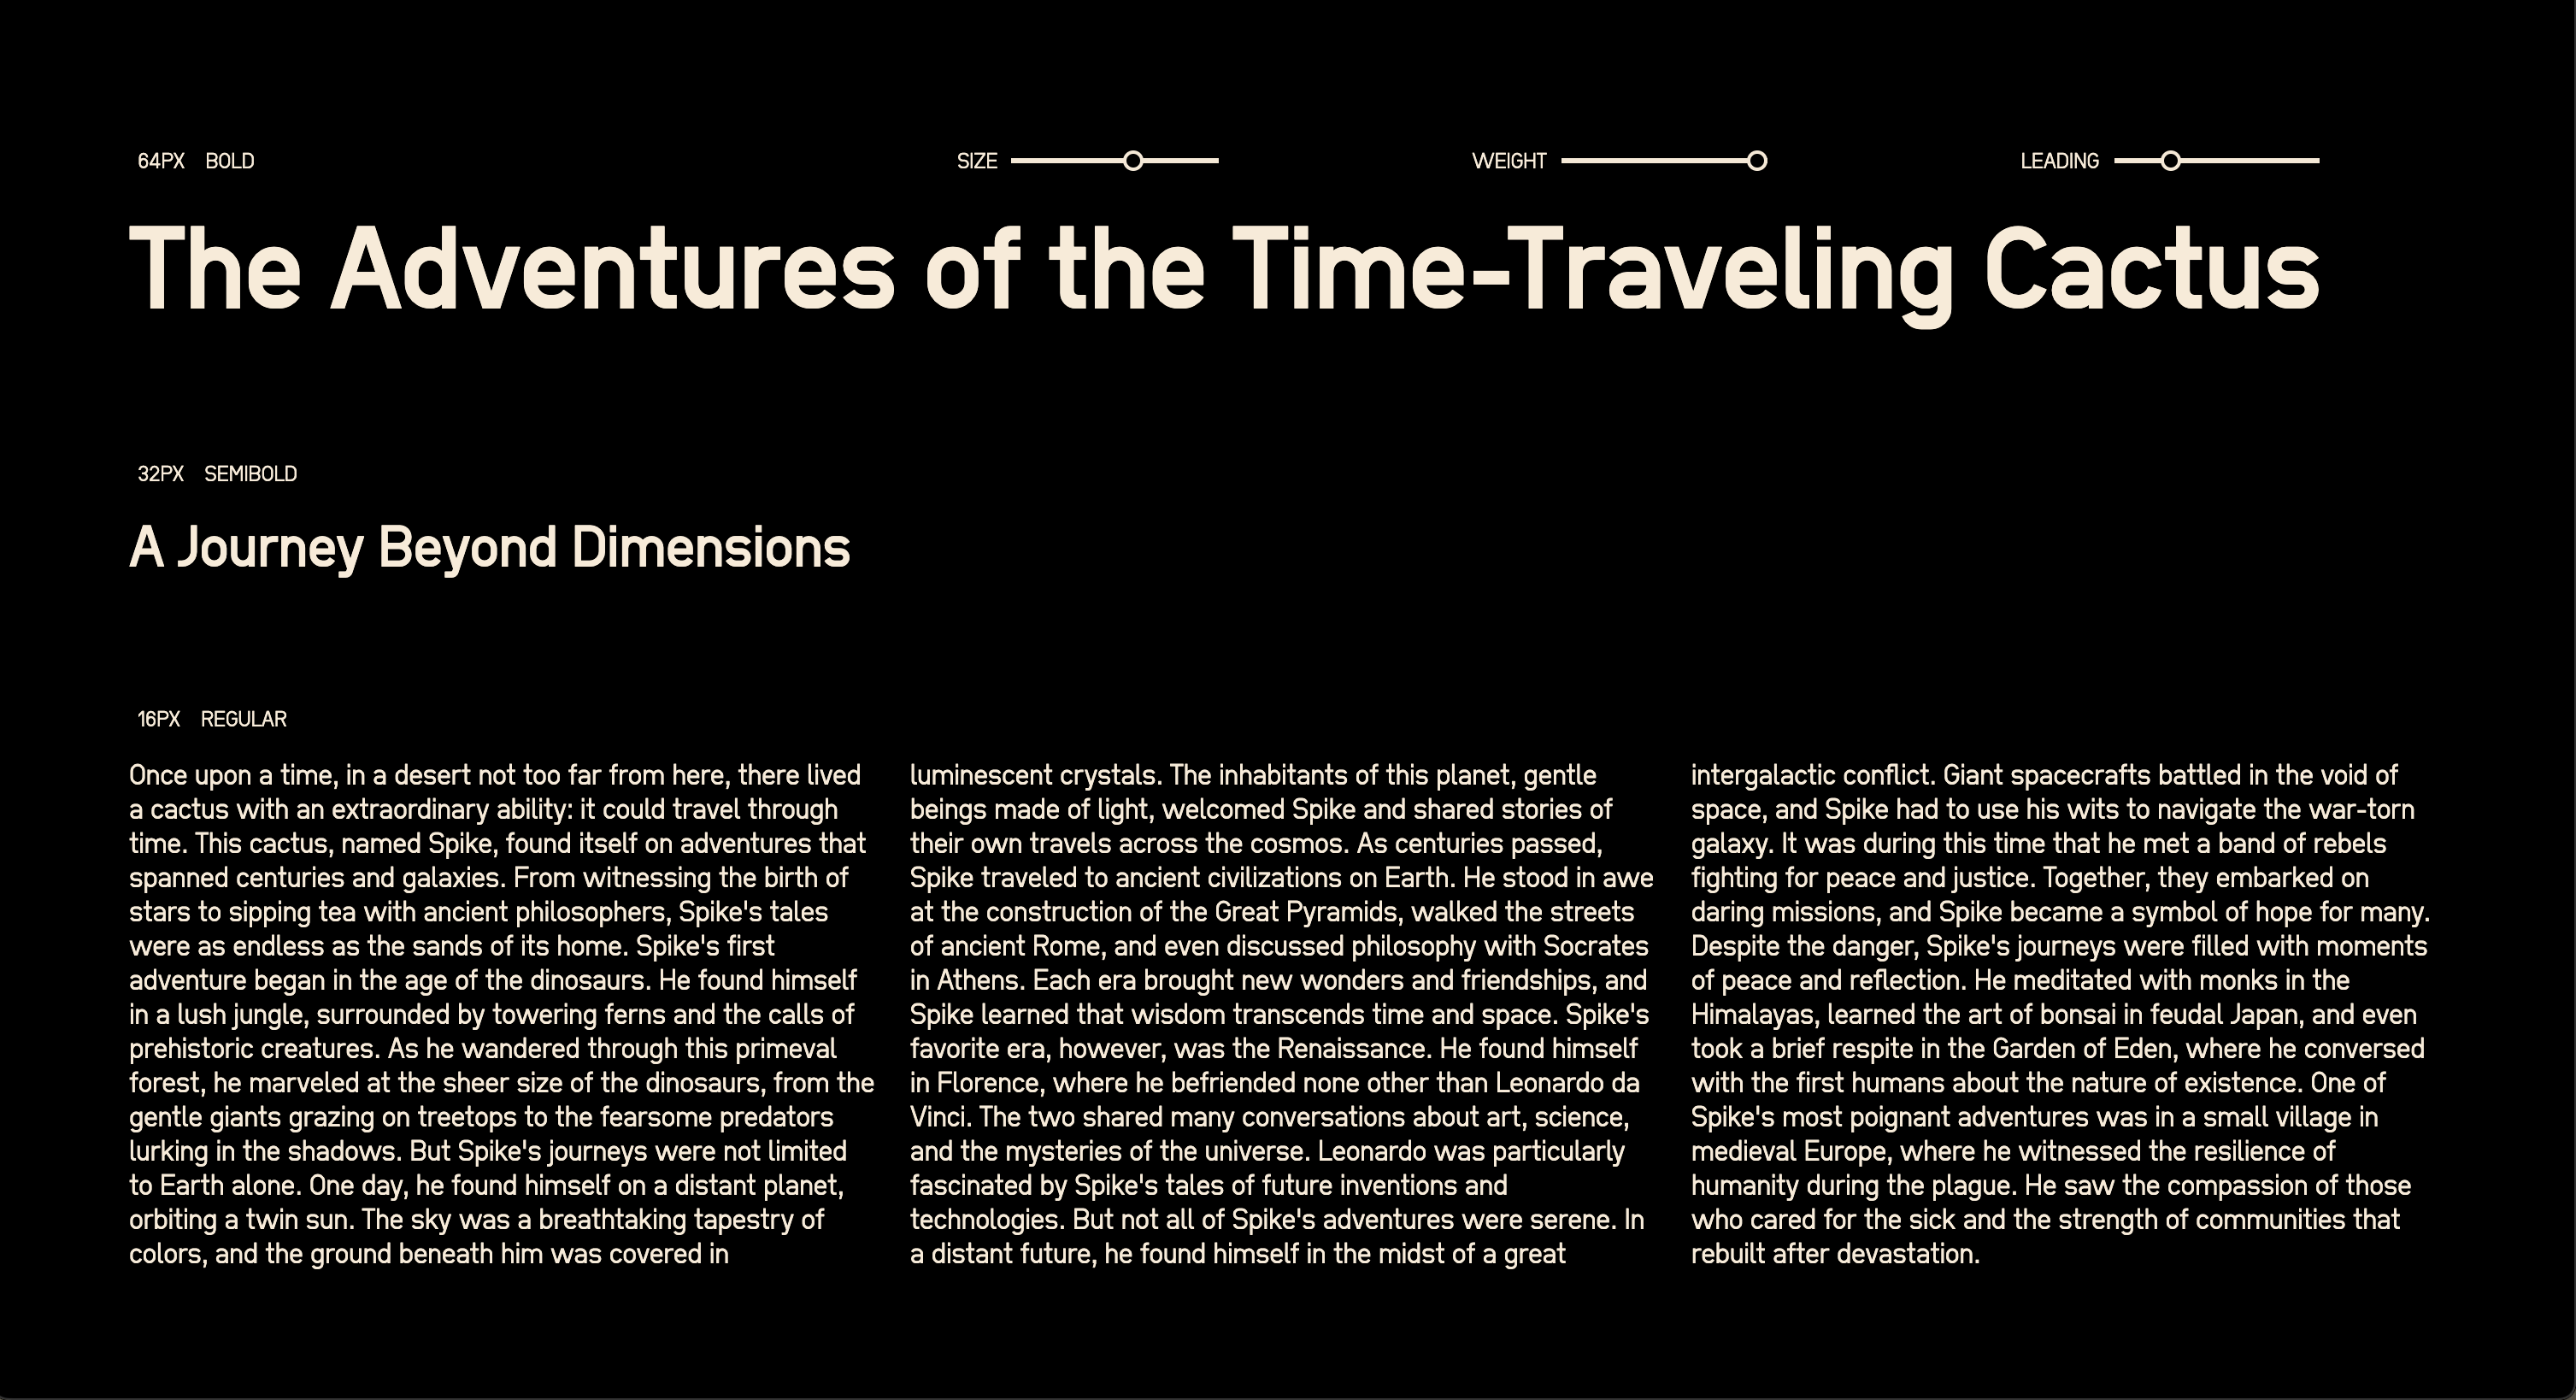 64PX BOLD
SIZE
WEIGHT
LEADING
The Adventures of the Time-Traveling Cactus
32PX SEMIBOLD
A Journey Beyond Dimensions
16PX REGULAR
Once upon a time, in a desert not too far from here, there lived
a cactus with an extraordinary ability: it could travel through
time. This cactus, named Spike, found itself on adventures that
spanned centuries and galaxies. From witnessing the birth of
stars to sipping tea with ancient philosophers, Spike's tales
were as endless as the sands of its home. Spike's first
adventure began in the age of the dinosaurs. He found himself
in a lush jungle, surrounded by towering ferns and the calls of
prehistoric creatures. As he wandered through this primeval
forest, he marveled at the sheer size of the dinosaurs, from the
gentle giants grazing on treetops to the fearsome predators
lurking in the shadows. But Spike's journeys were not limited
to Earth alone. One day, he found himself on a distant planet,
orbiting a twin sun. The sky was a breathtaking tapestry of
colors, and the ground beneath him was covered in
luminescent crystals. The inhabitants of this planet, gentle
beings made of light, welcomed Spike and shared stories of
their own travels across the cosmos. As centuries passed,
Spike traveled to ancient civilizations on Earth. He stood in awe
at the construction of the Great Pyramids, walked the streets
of ancient Rome, and even discussed philosophy with Socrates
in Athens. Each era brought new wonders and friendships, and
Spike learned that wisdom transcends time and space. Spike's
favorite era, however, was the Renaissance. He found himself
in Florence, where he befriended none other than Leonardo da
Vinci. The two shared many conversations about art, science,
and the mysteries of the universe. Leonardo was particularly
fascinated by Spike's tales of future inventions and
technologies. But not all of Spike's adventures were serene. In
a distant future, he found himself in the midst of a great
intergalactic conflict. Giant spacecrafts battled in the void of
space, and Spike had to use his wits to navigate the war-torn
galaxy. It was during this time that he met a band of rebels
fighting for peace and justice. Together, they embarked on
daring missions, and Spike became a symbol of hope for many.
Despite the danger, Spike's journeys were filled with moments
of peace and reflection. He meditated with monks in the
Himalayas, learned the art of bonsai in feudal Japan, and even
took a brief respite in the Garden of Eden, where he conversed
with the first humans about the nature of existence. One of
Spike's most poignant adventures was in a small village in
medieval Europe, where he witnessed the resilience of
humanity during the plague. He saw the compassion of those
who cared for the sick and the strength of communities that
rebuilt after devastation.